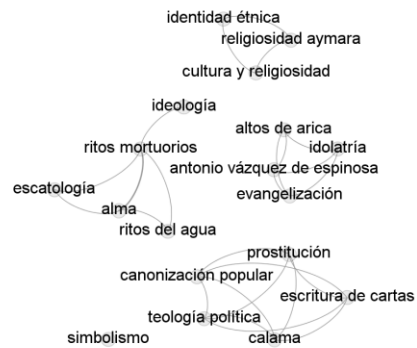 identidad étnica
religiosidad aymara
cultura y religiosidad
ideología
altos de arica
ritos mortuorios
idolatría
antonio vázquez de espinosa
escatología
evangelización
alma
ritos del agua
prostitución
canonización popular
escritura de cartas
teología política
simbolismo
calama